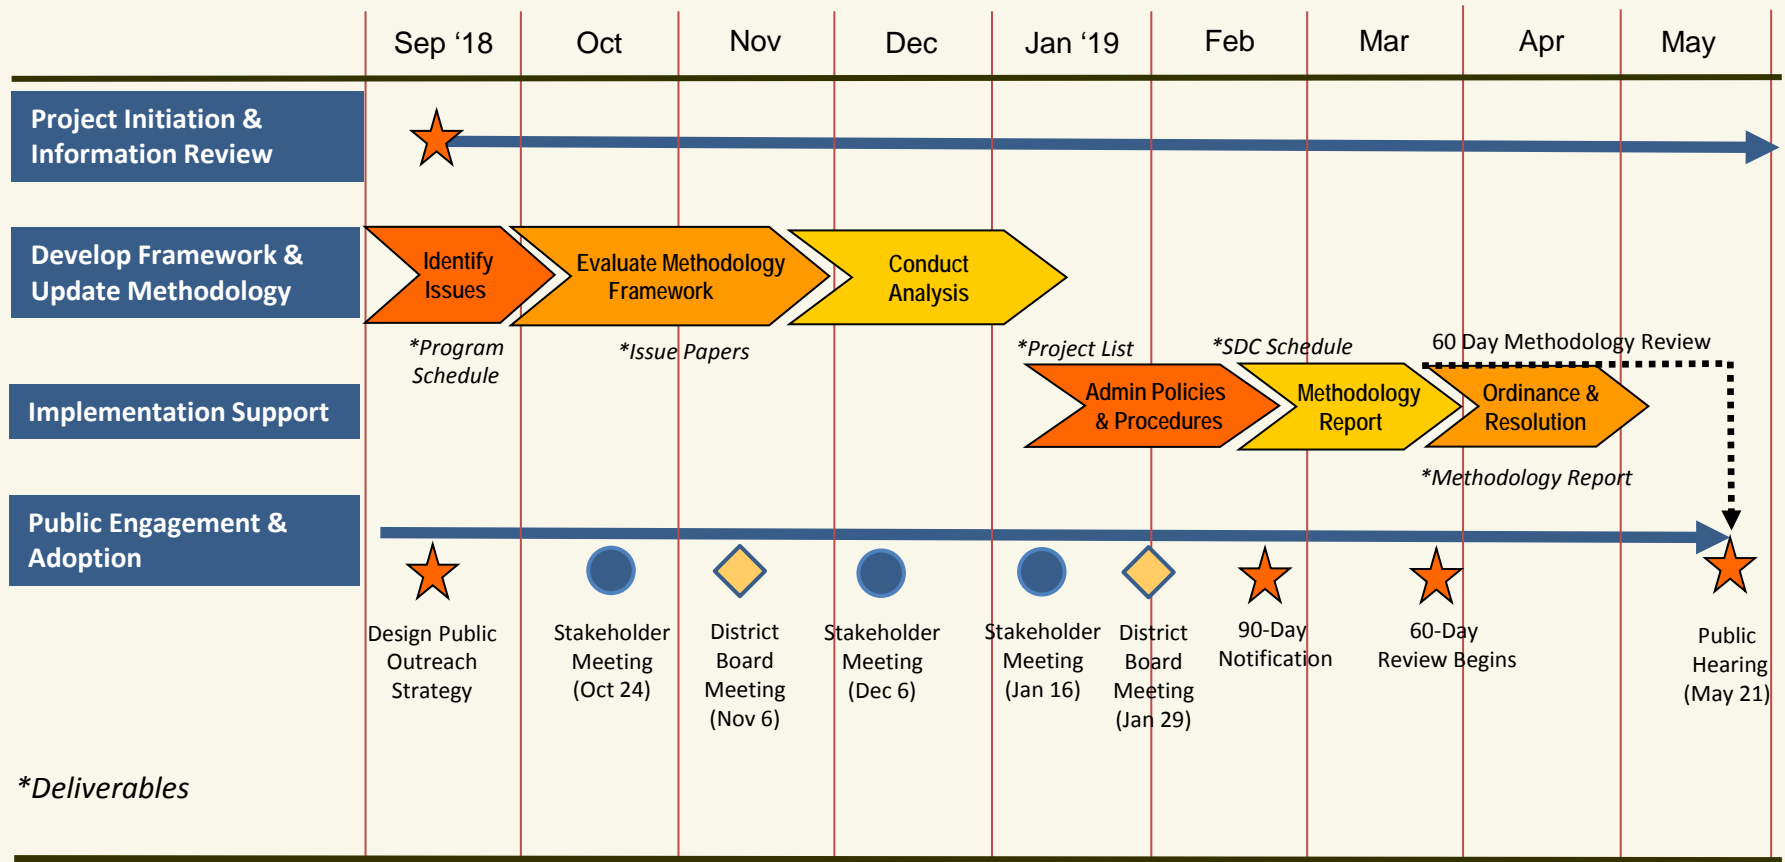 Sep ‘18 Oct Nov Dec Jan ‘19 Feb Mar Apr May
Project Initiation &
Information Review
Develop Framework &
Update Methodology
Identify
Issues
Evaluate Methodology
Framework
Conduct
Analysis
*Program
Schedule
*Issue Papers
*Project List
*SDC Schedule
60 Day Methodology Review
Implementation Support
Admin Policies
& Procedures
Methodology
Report
Ordinance &
Resolution
*Methodology Report
Public Engagement &
Adoption
Design Public
Outreach
Strategy
Stakeholder
Meeting
(Oct 24)
District
Board
Meeting
(Nov 6)
Stakeholder
Meeting
(Dec 6)
Stakeholder
Meeting
(Jan 16)
District
Board
Meeting
(Jan 29)
90-Day
Notification
60-Day
Review Begins
Public
Hearing
(May 21)
*Deliverables